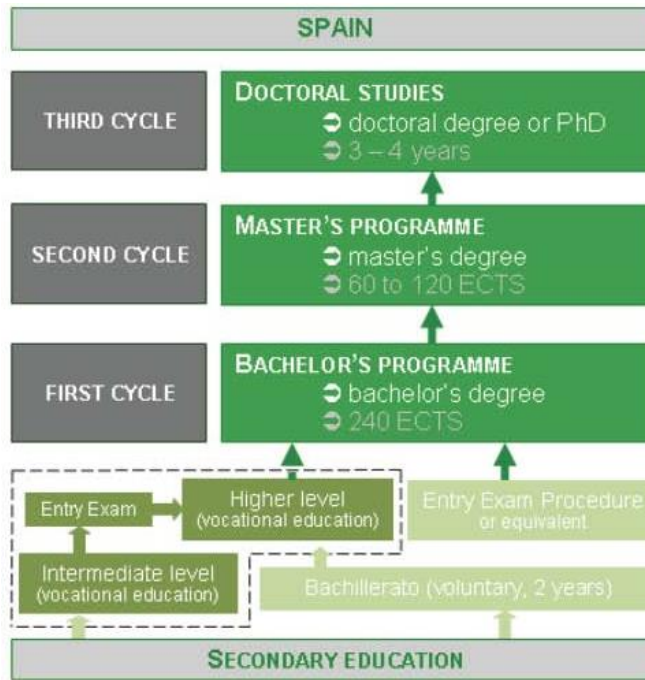 SPAIN
THIRD CYCLE
DOCTORAL STUDIES
➲ doctoral degree or PhD
➲ 3 – 4 years
SECOND CYCLE
MASTER'S PROGRAMME
➲ master's degree
➲ 60 to 120 ECTS
FIRST CYCLE
BACHELOR'S PROGRAMME
➲ bachelor's degree
➲ 240 ECTS
Entry Exam
Higher level
(vocational education)
Entry Exam Procedure
or equivalent
Intermediate level
(vocational education)
Bachillerato (voluntary, 2 years)
SECONDARY EDUCATION